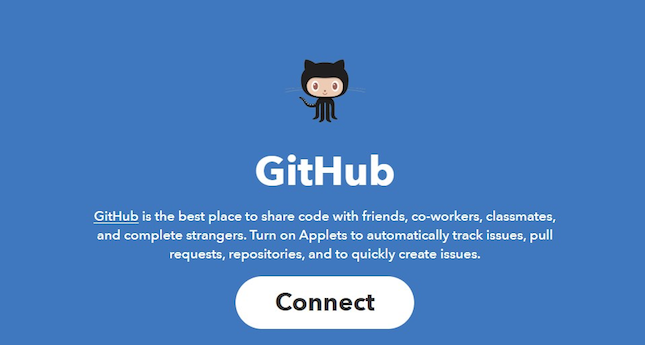 GitHub
GitHub is the best place to share code with friends, co-workers, classmates,
and complete strangers. Turn on Applets to automatically track issues, pull
requests, repositories, and to quickly create issues.
Connect